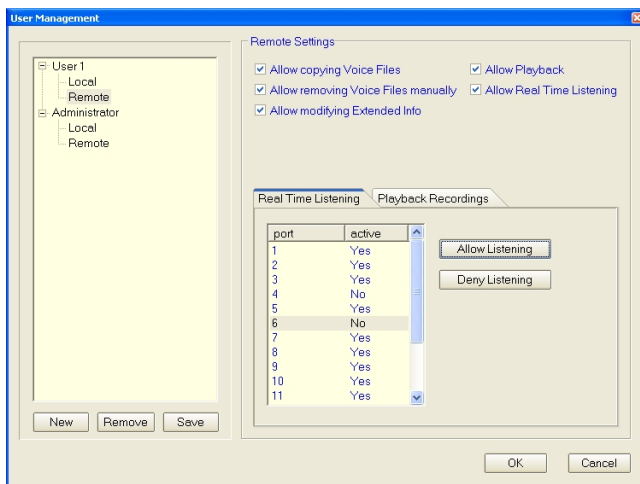 User Management
User 1
Local
Remote
Administrator
Local
Remote
New Remove Save
Remote Settings
Allow copying Voice Files Allow Playback
Allow removing Voice Files manually Allow Real Time Listening
Allow modifying Extended Info
Real Time Listening Playback Recordings
port active
1 Yes
2 Yes
3 Yes
4 No
5 Yes
6 No
7 Yes
8 Yes
9 Yes
10 Yes
11 Yes
Allow Listening
Deny Listening
OK Cancel